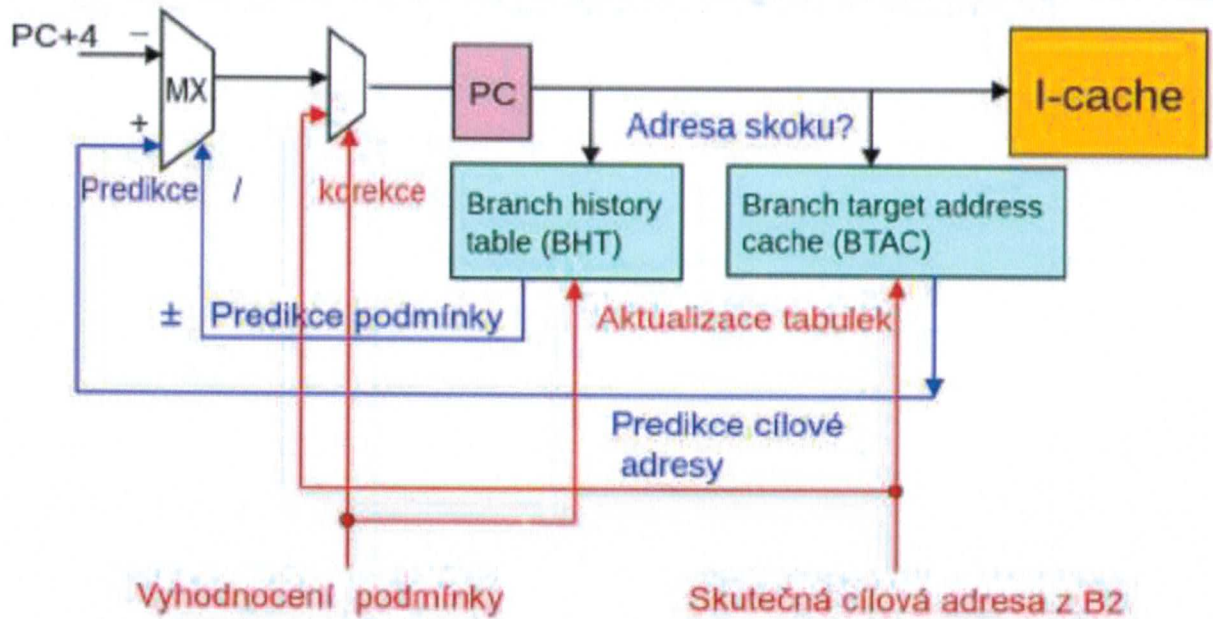 PC+4
−
MX
+
PC
I-cache
Adresa skoku?
Predikce / korekce
Branch history
table (BHT)
Branch target address
cache (BTAC)
± Predikce podmínky
Aktualizace tabulek
Predikce cílové
adresy
Vyhodnocení podmínky
Skutečná cílová adresa z B2